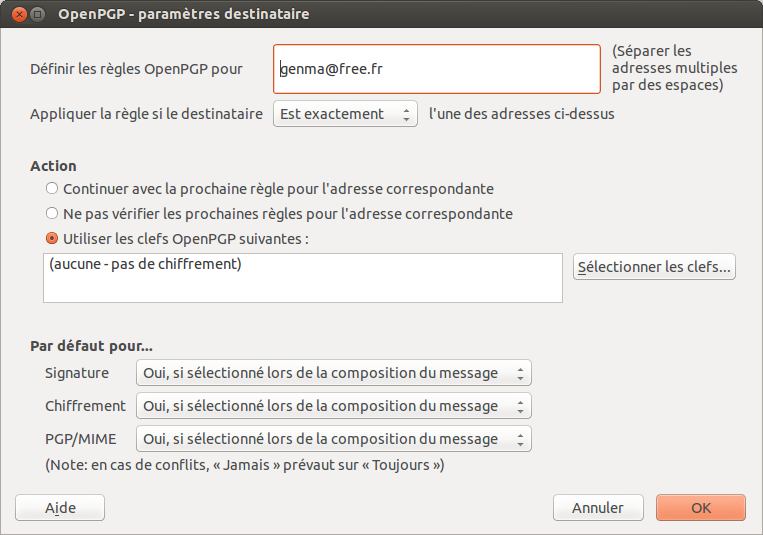 OpenPGP - paramètres destinataire
Définir les règles OpenPGP pour
genma@free.fr
(Séparer les
adresses multiples
par des espaces)
Appliquer la règle si le destinataire Est exactement l'une des adresses ci-dessus
Action
Continuer avec la prochaine règle pour l'adresse correspondante
Ne pas vérifier les prochaines règles pour l'adresse correspondante
Utiliser les clefs OpenPGP suivantes :
(aucune - pas de chiffrement)
Sélectionner les clefs...
Par défaut pour...
Signature Oui, si sélectionné lors de la composition du message
Chiffrement Oui, si sélectionné lors de la composition du message
PGP/MIME Oui, si sélectionné lors de la composition du message
(Note: en cas de conflits, « Jamais » prévaut sur « Toujours »)
Aide Annuler OK